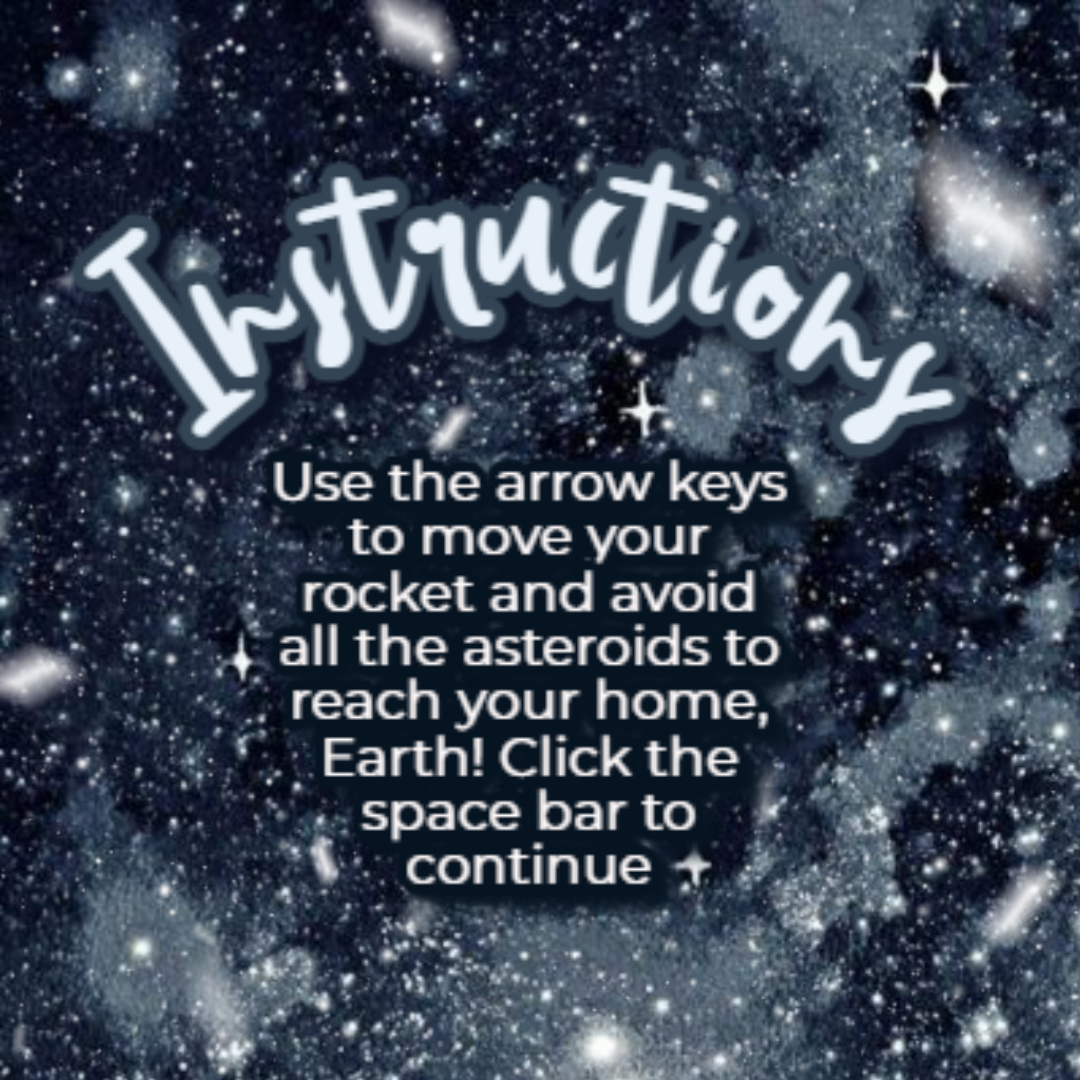 Instructions
Use the arrow keys
to move your
rocket and avoid
all the asteroids to
reach your home,
Earth! Click the
space bar to
continue